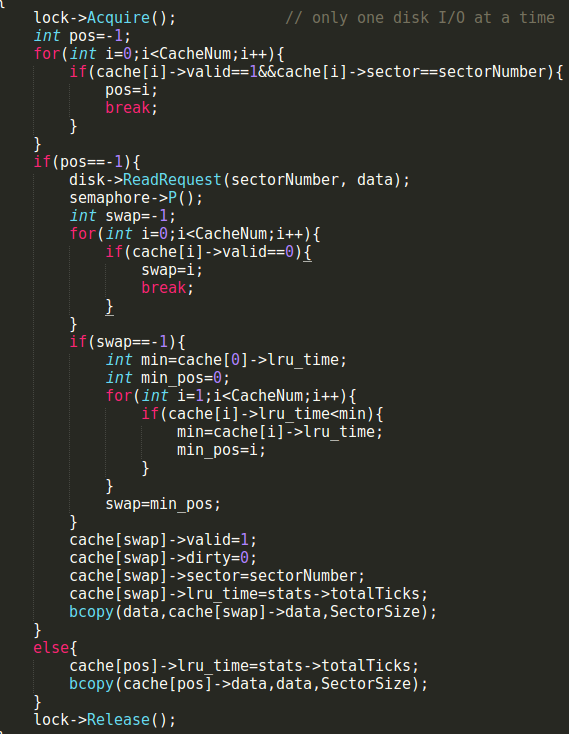 {
    lock->Acquire();            // only one disk I/O at a time
    int pos=-1;
    for(int i=0;i<CacheNum;i++){
        if(cache[i]->valid==1&&cache[i]->sector==sectorNumber){
            pos=i;
            break;
        }
    }
    if(pos==-1){
        disk->ReadRequest(sectorNumber, data);
        semaphore->P();
        int swap=-1;
        for(int i=0;i<CacheNum;i++){
            if(cache[i]->valid==0){
                swap=i;
                break;
            }
        }
        if(swap==-1){
            int min=cache[0]->lru_time;
            int min_pos=0;
            for(int i=1;i<CacheNum;i++){
                if(cache[i]->lru_time<min){
                    min=cache[i]->lru_time;
                    min_pos=i;
                }
            }
            swap=min_pos;
        }
        cache[swap]->valid=1;
        cache[swap]->dirty=0;
        cache[swap]->sector=sectorNumber;
        cache[swap]->lru_time=stats->totalTicks;
        bcopy(data,cache[swap]->data,SectorSize);
    }
    else{
        cache[pos]->lru_time=stats->totalTicks;
        bcopy(cache[pos]->data,data,SectorSize);
    }
    lock->Release();